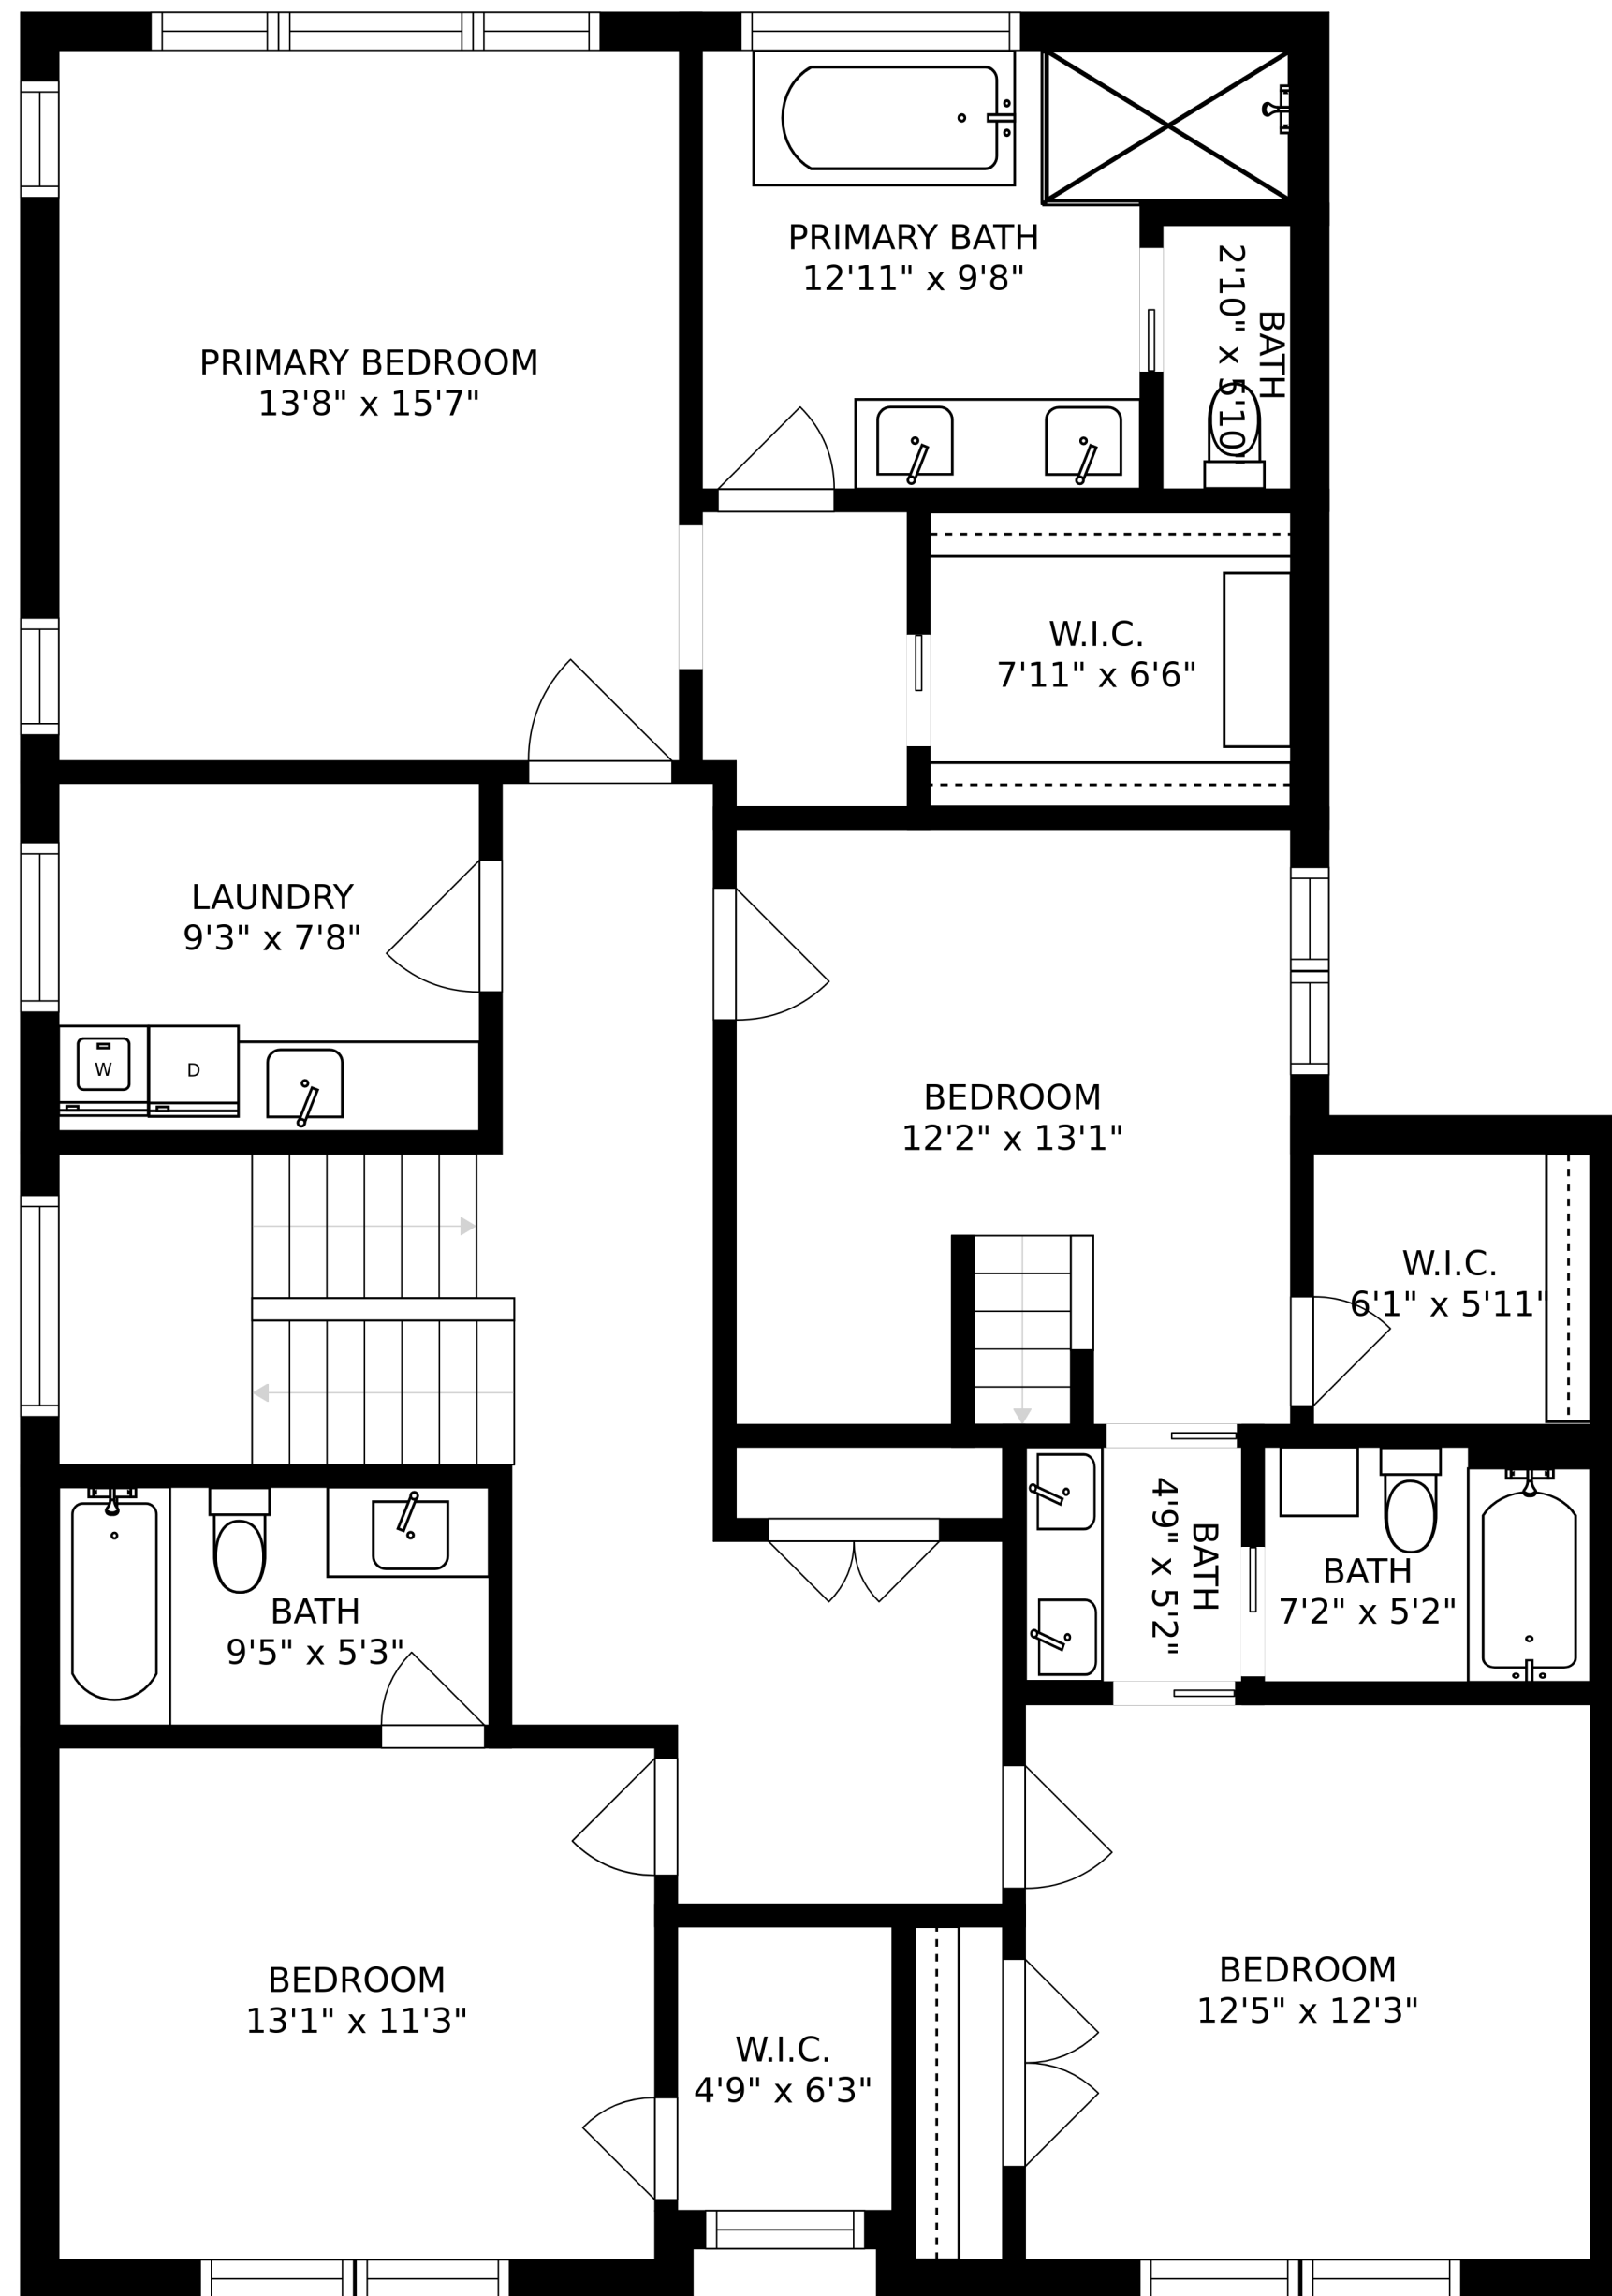 PRIMARY BATH
12'11" x 9'8"
BATH
2'10" x 5'10"
PRIMARY BEDROOM
13'8" x 15'7"
W.I.C.
7'11" x 6'6"
LAUNDRY
9'3" x 7'8"
W
D
BEDROOM
12'2" x 13'1"
W.I.C.
6'1" x 5'11"
BATH
4'9" x 5'2"
BATH
7'2" x 5'2"
BATH
9'5" x 5'3"
BEDROOM
13'1" x 11'3"
BEDROOM
12'5" x 12'3"
W.I.C.
4'9" x 6'3"